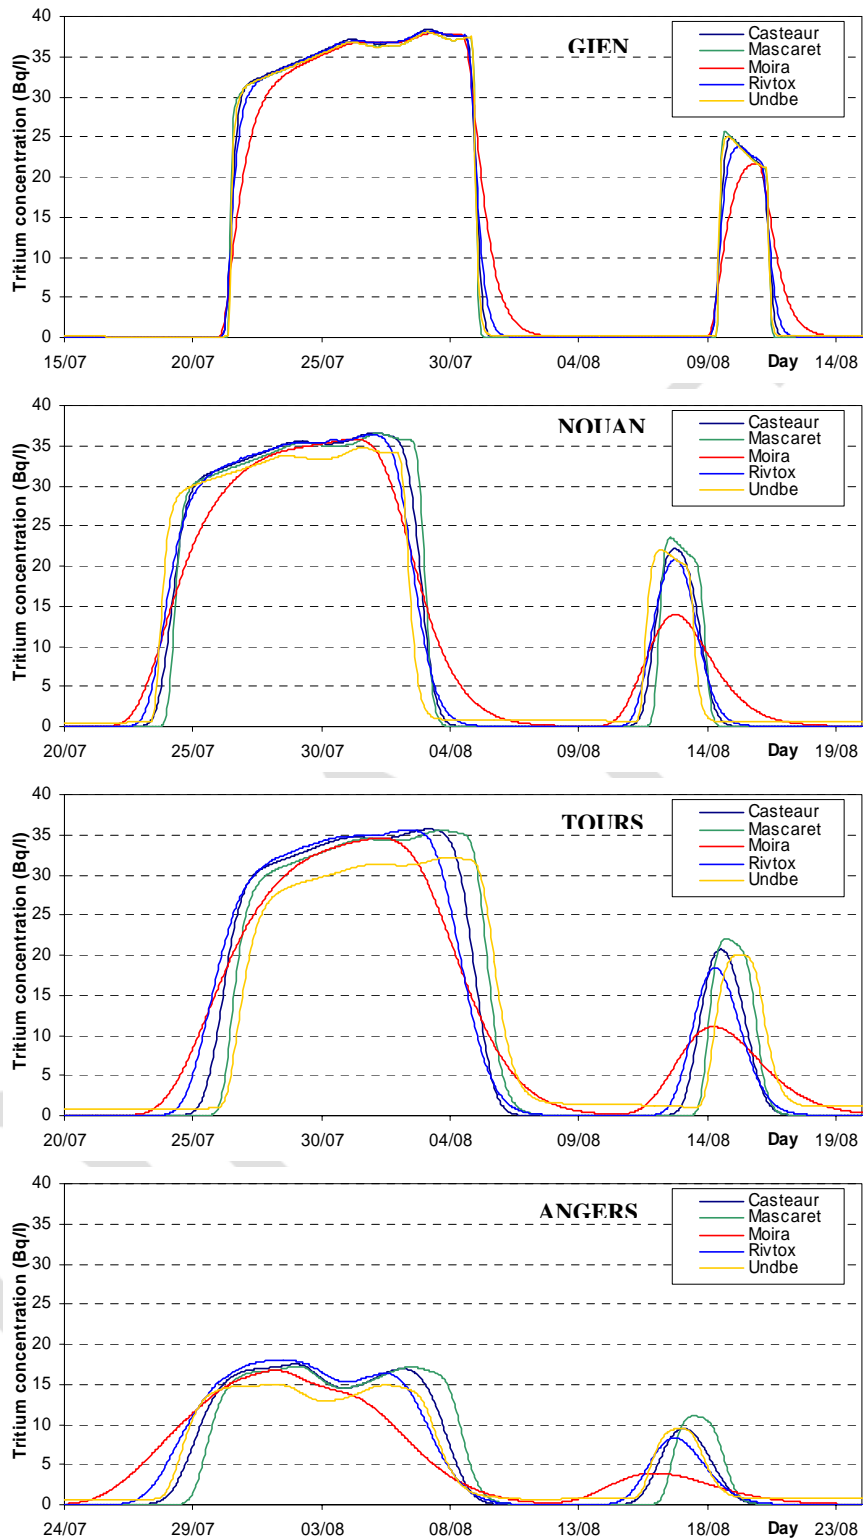 40
35
30
25
20
15
10
5
0
Tritium concentration (Bq/l)
GIEN
Casteaur
Mascaret
Moira
Rivtox
Undbe
15/07 20/07 25/07 30/07 04/08 09/08 Day 14/08
40
35
30
25
20
15
10
5
0
Tritium concentration (Bq/l)
NOUAN
Casteaur
Mascaret
Moira
Rivtox
Undbe
20/07 25/07 30/07 04/08 09/08 14/08 Day 19/08
40
35
30
25
20
15
10
5
0
Tritium concentration (Bq/l)
TOURS
Casteaur
Mascaret
Moira
Rivtox
Undbe
20/07 25/07 30/07 04/08 09/08 14/08 Day 19/08
40
35
30
25
20
15
10
5
0
Tritium concentration (Bq/l)
ANGERS
Casteaur
Mascaret
Moira
Rivtox
Undbe
24/07 29/07 03/08 08/08 13/08 18/08 Day 23/08